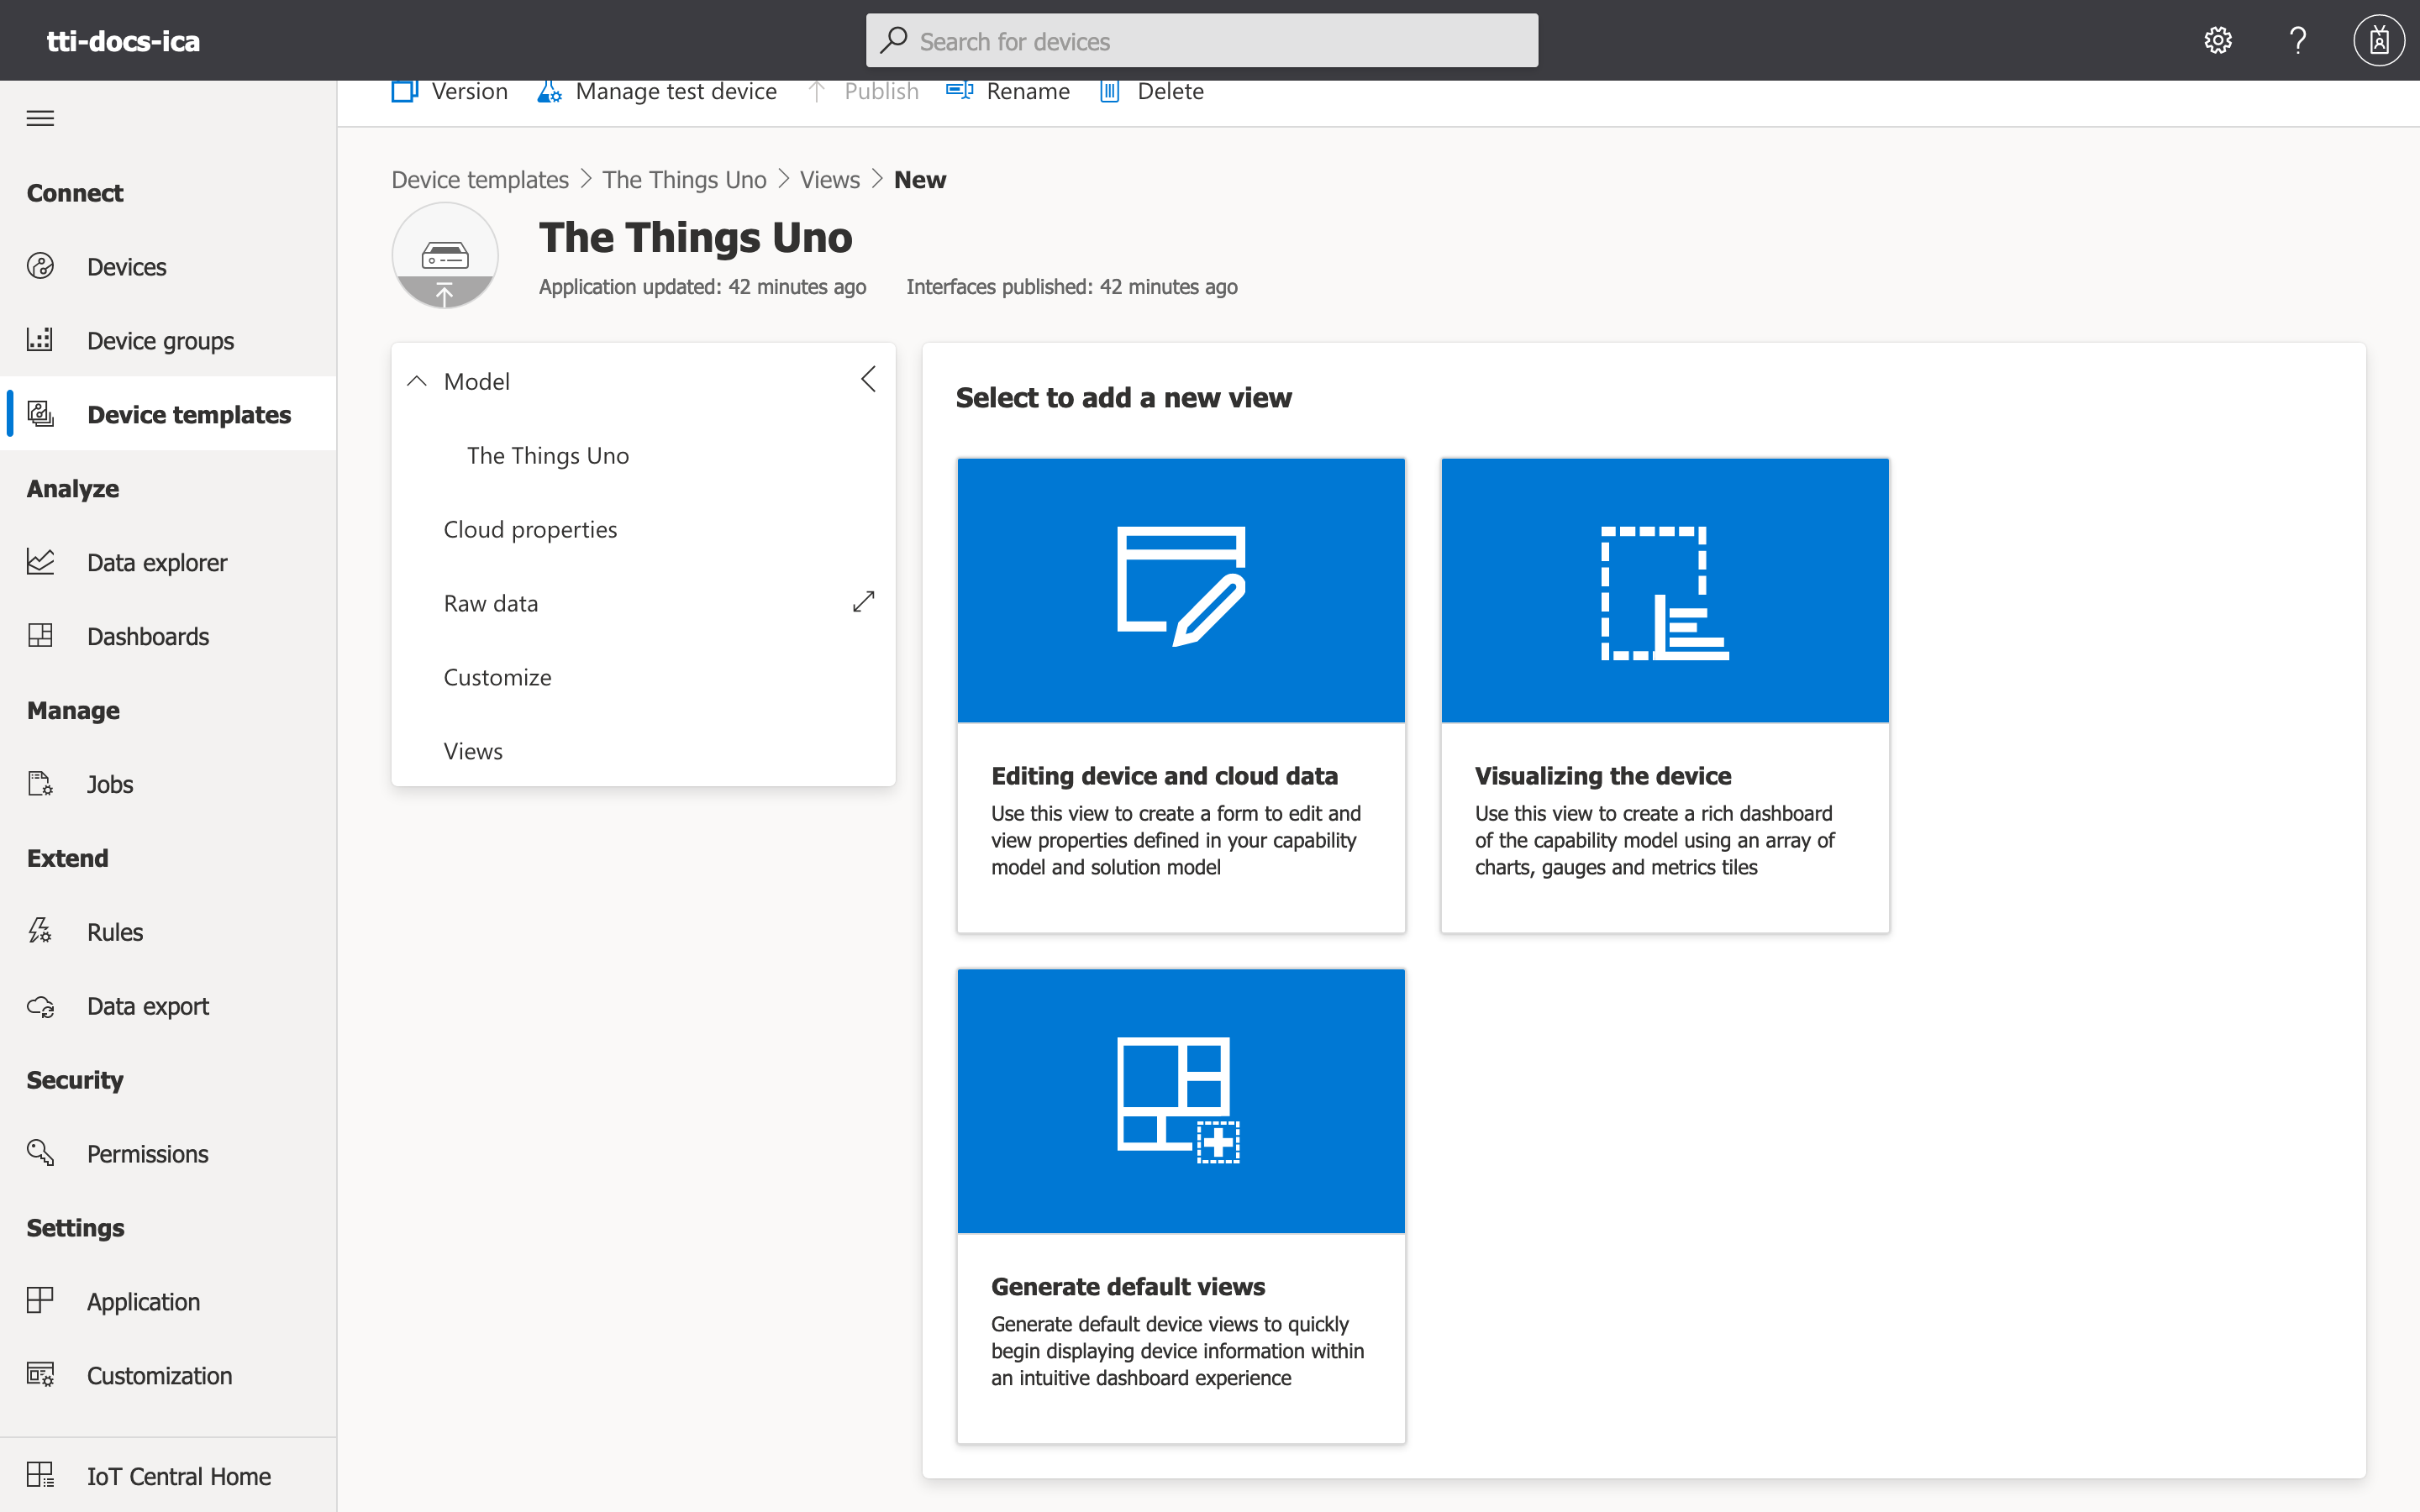 tti-docs-ica
Search for devices
?
Version
Manage test device
Publish
Rename
Delete
Connect
Devices
Device groups
Device templates
Analyze
Data explorer
Dashboards
Manage
Jobs
Extend
Rules
Data export
Security
Permissions
Settings
Application
Customization
IoT Central Home
Device templates > The Things Uno > Views > New
The Things Uno
Application updated: 42 minutes ago
Interfaces published: 42 minutes ago
Model
The Things Uno
Cloud properties
Raw data
Customize
Views
Select to add a new view
Editing device and cloud data
Use this view to create a form to edit and
view properties defined in your capability
model and solution model
Visualizing the device
Use this view to create a rich dashboard
of the capability model using an array of
charts, gauges and metrics tiles
Generate default views
Generate default device views to quickly
begin displaying device information within
an intuitive dashboard experience